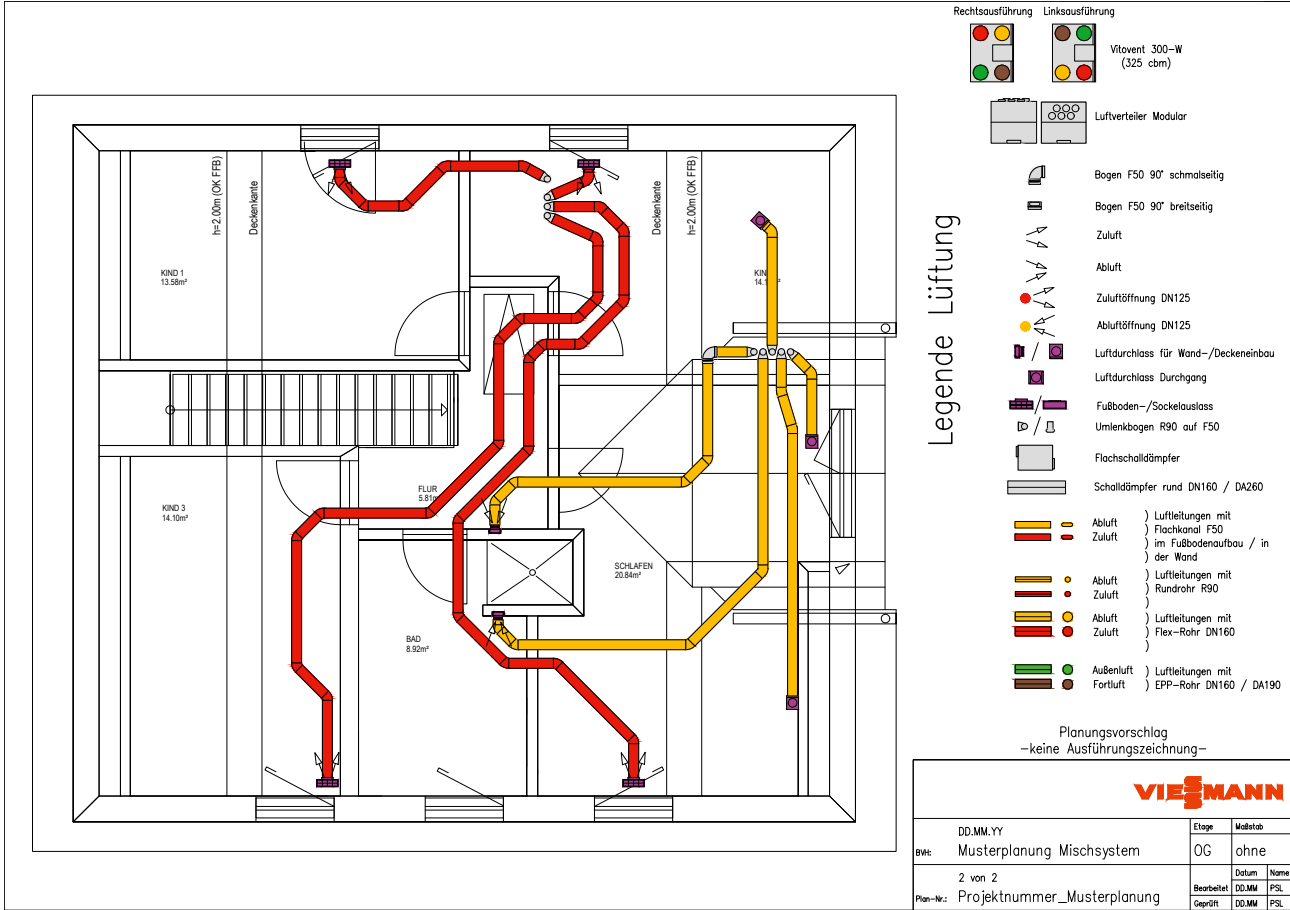 Rechtsausführung Linksausführung
Vitovent 300-W
(325 cbm)
Luftverteiler Modular
Bogen F50 90° schmalseitig
Bogen F50 90° breitseitig
Zuluft
Abluft
Zuluftöffnung DN125
Abluftöffnung DN125
Luftdurchlass für Wand-/Deckeneinbau
Luftdurchlass Durchgang
Fußboden-/Sockelauslass
Umlenkbogen R90 auf F50
Flachschalldämpfer
Schalldämpfer rund DN160 / DA260
Abluft ) Luftleitungen mit
) Flachkanal F50
Zuluft ) im Fußbodenaufbau / in
) der Wand
Abluft ) Luftleitungen mit
Zuluft ) Rundrohr R90
)
Abluft ) Luftleitungen mit
Zuluft ) Flex-Rohr DN160
)
Außenluft ) Luftleitungen mit
Fortluft ) EPP-Rohr DN160 / DA190
Legende Lüftung
h=2.00m (OK FFB)
Deckenkante
Deckenkante
h=2.00m (OK FFB)
KIND 1
13.58m²
KIND 3
14.10m²
FLUR
5.81m
SCHLAFEN
20.84m²
BAD
8.92m²
Planungsvorschlag
-keine Ausführungszeichnung-
VIESSMANN
DD.MM.YY
BVH: Musterplanung Mischsystem
Etage Maßstab
OG ohne
2 von 2
Plan-Nr.: Projektnummer_Musterplanung
Datum Name
Bearbeitet DD.MM PSL
Geprüft DD.MM PSL